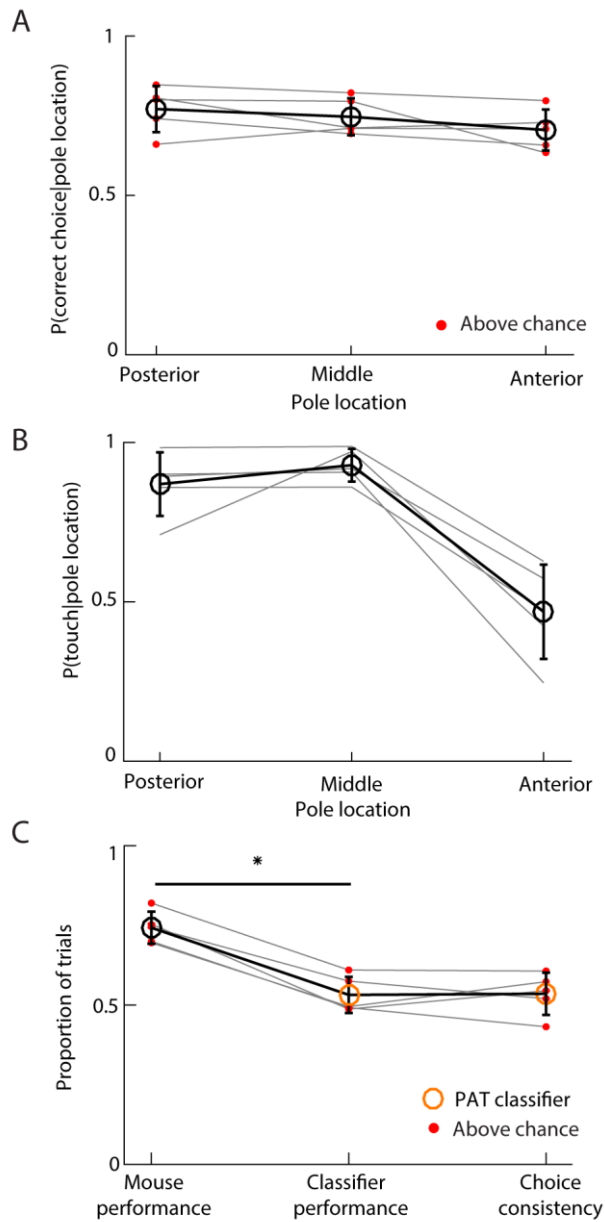 A
1
0.5
0
P(correct choice|pole location)
Above chance
Posterior
Middle
Anterior
Pole location
B
1
0.5
0
P(touch|pole location)
Posterior
Middle
Anterior
Pole location
C
1
0.5
0
Proportion of trials
*
PAT classifier
Above chance
Mouse
performance
Classifier
performance
Choice
consistency